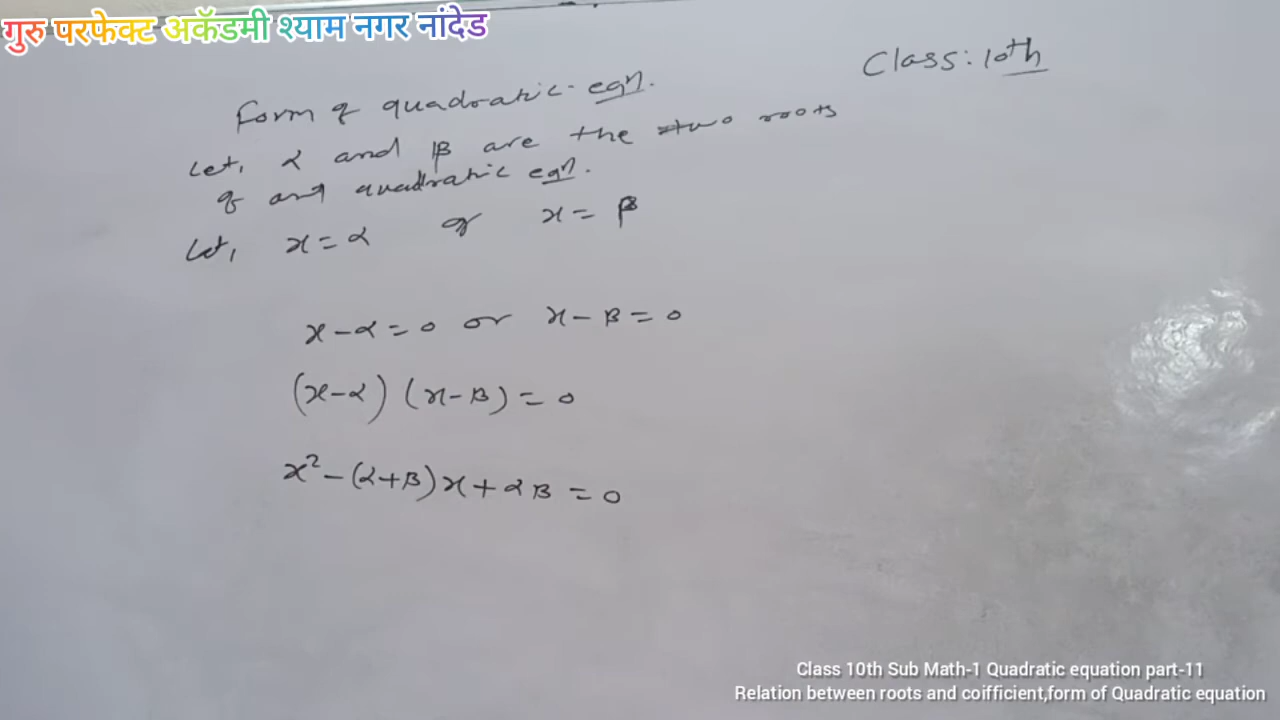 गुरु परफेक्ट अकॅडमी श्याम नगर नांदेड
Class: 10th
Form of quadratic eqn.
Let, α and β are the two roots
of and quadratic eqn.
Let, x = α or x = β
x - α = 0 or x - β = 0
(x - α) (x - β) = 0
x² - (α + β)x + αβ = 0
Class 10th Sub Math-1 Quadratic equation part-11
Relation between roots and coifficient,form of Quadratic equation